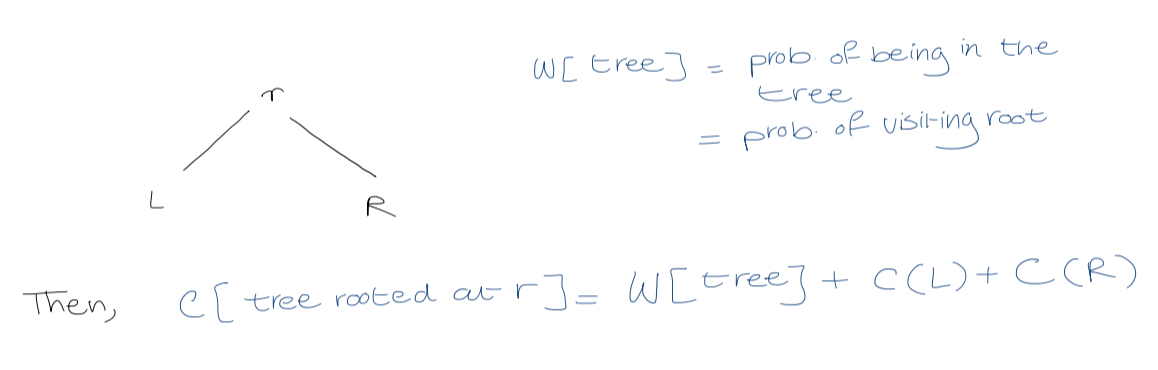 W[tree] = prob. of being in the
tree
= prob. of visiting root
r
L
R
Then, C[tree rooted at r] = W[tree] + C(L) + C(R)